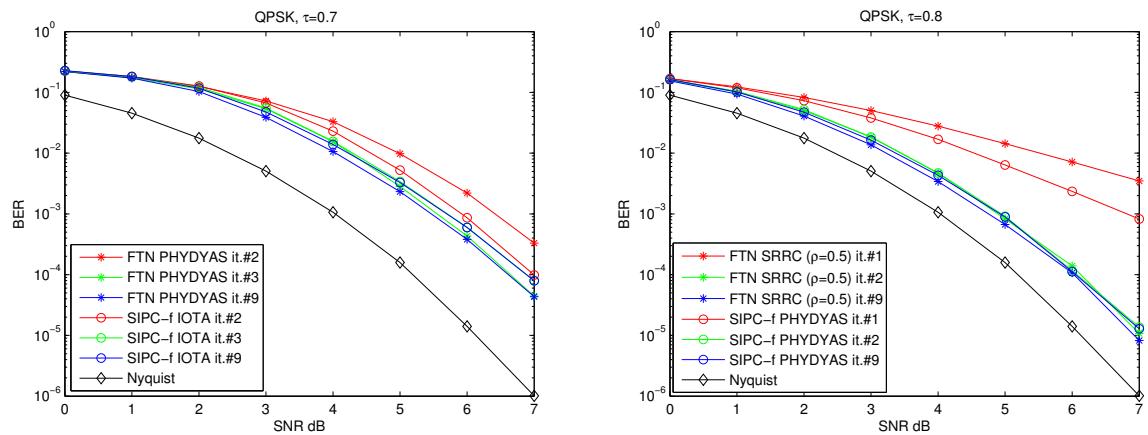 QPSK, τ=0.7
10^0
10^-1
10^-2
10^-3
10^-4
10^-5
10^-6
BER
FTN PHYDYAS it.#2
FTN PHYDYAS it.#3
FTN PHYDYAS it.#9
SIPC-f IOTA it.#2
SIPC-f IOTA it.#3
SIPC-f IOTA it.#9
Nyquist
0 1 2 3 4 5 6 7
SNR dB
QPSK, τ=0.8
10^0
10^-1
10^-2
10^-3
10^-4
10^-5
10^-6
BER
FTN SRRC (ρ=0.5) it.#1
FTN SRRC (ρ=0.5) it.#2
FTN SRRC (ρ=0.5) it.#9
SIPC-f PHYDYAS it.#1
SIPC-f PHYDYAS it.#2
SIPC-f PHYDYAS it.#9
Nyquist
0 1 2 3 4 5 6 7
SNR dB